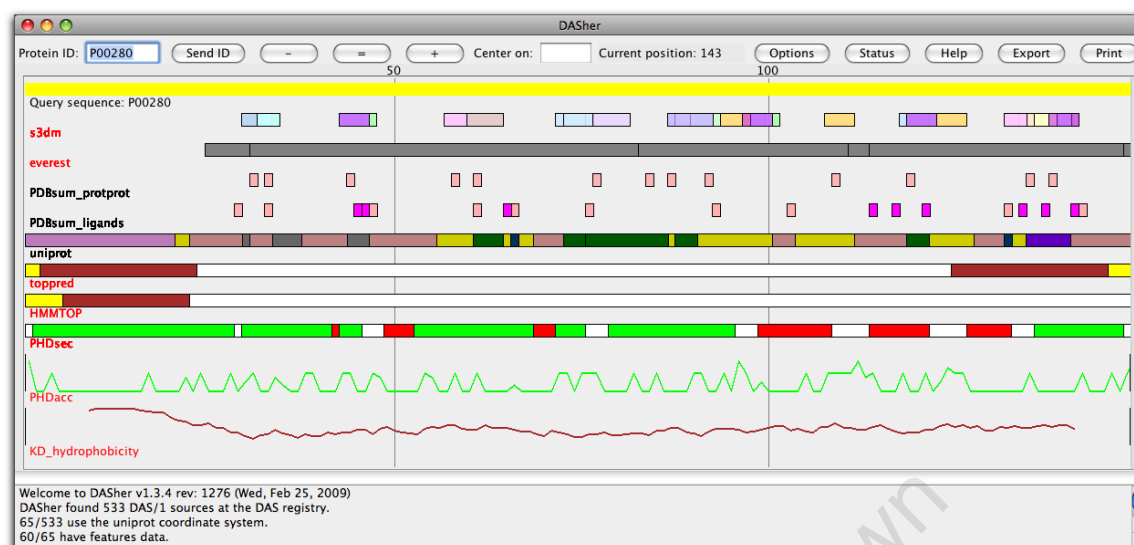 DASher
Protein ID: P00280 Send ID - = + Center on: Current position: 143 Options Status Help Export Print
50 100
Query sequence: P00280
s3dm
everest
PDBsum_protprot
PDBsum_ligands
uniprot
toppred
HMMTOP
PHDsec
PHDacc
KD_hydrophobicity
Welcome to DASher v1.3.4 rev: 1276 (Wed, Feb 25, 2009)
DASher found 533 DAS/1 sources at the DAS registry.
65/533 use the uniprot coordinate system.
60/65 have features data.
wn